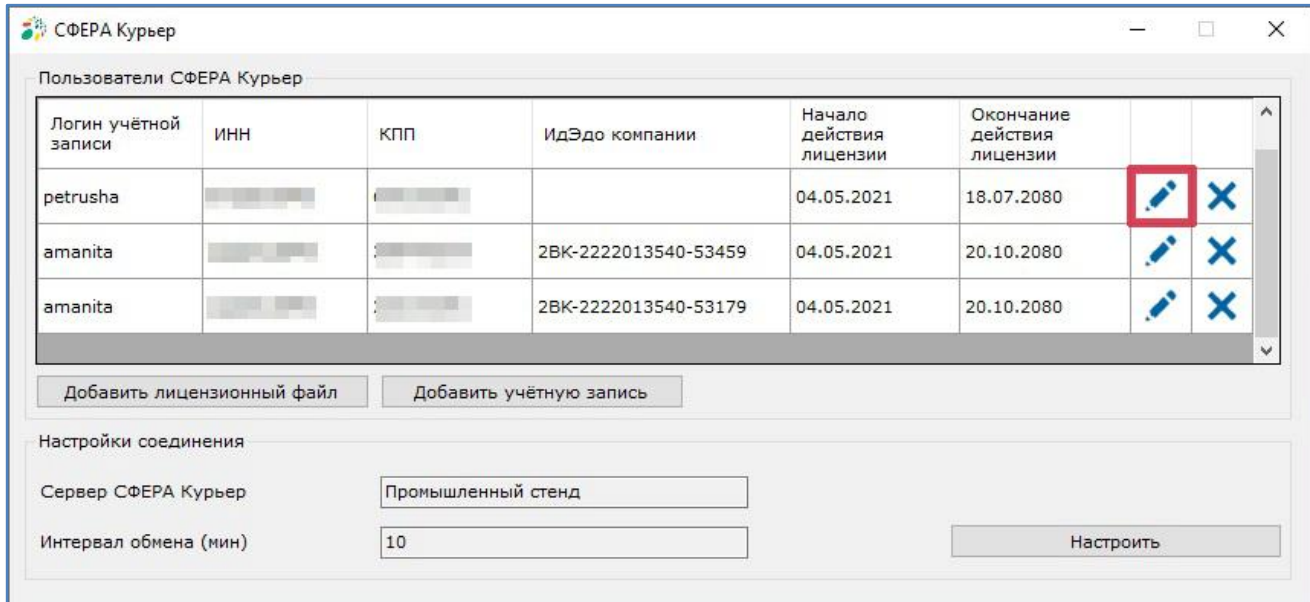 СФЕРА Курьер
Пользователи СФЕРА Курьер
Логин учётной записи ИНН КПП ИдЭдо компании Начало действия лицензии Окончание действия лицензии
petrusha 04.05.2021 18.07.2080
amanita 2BK-2222013540-53459 04.05.2021 20.10.2080
amanita 2BK-2222013540-53179 04.05.2021 20.10.2080
Добавить лицензионный файл Добавить учётную запись
Настройки соединения
Сервер СФЕРА Курьер Промышленный стенд
Интервал обмена (мин) 10 Настроить